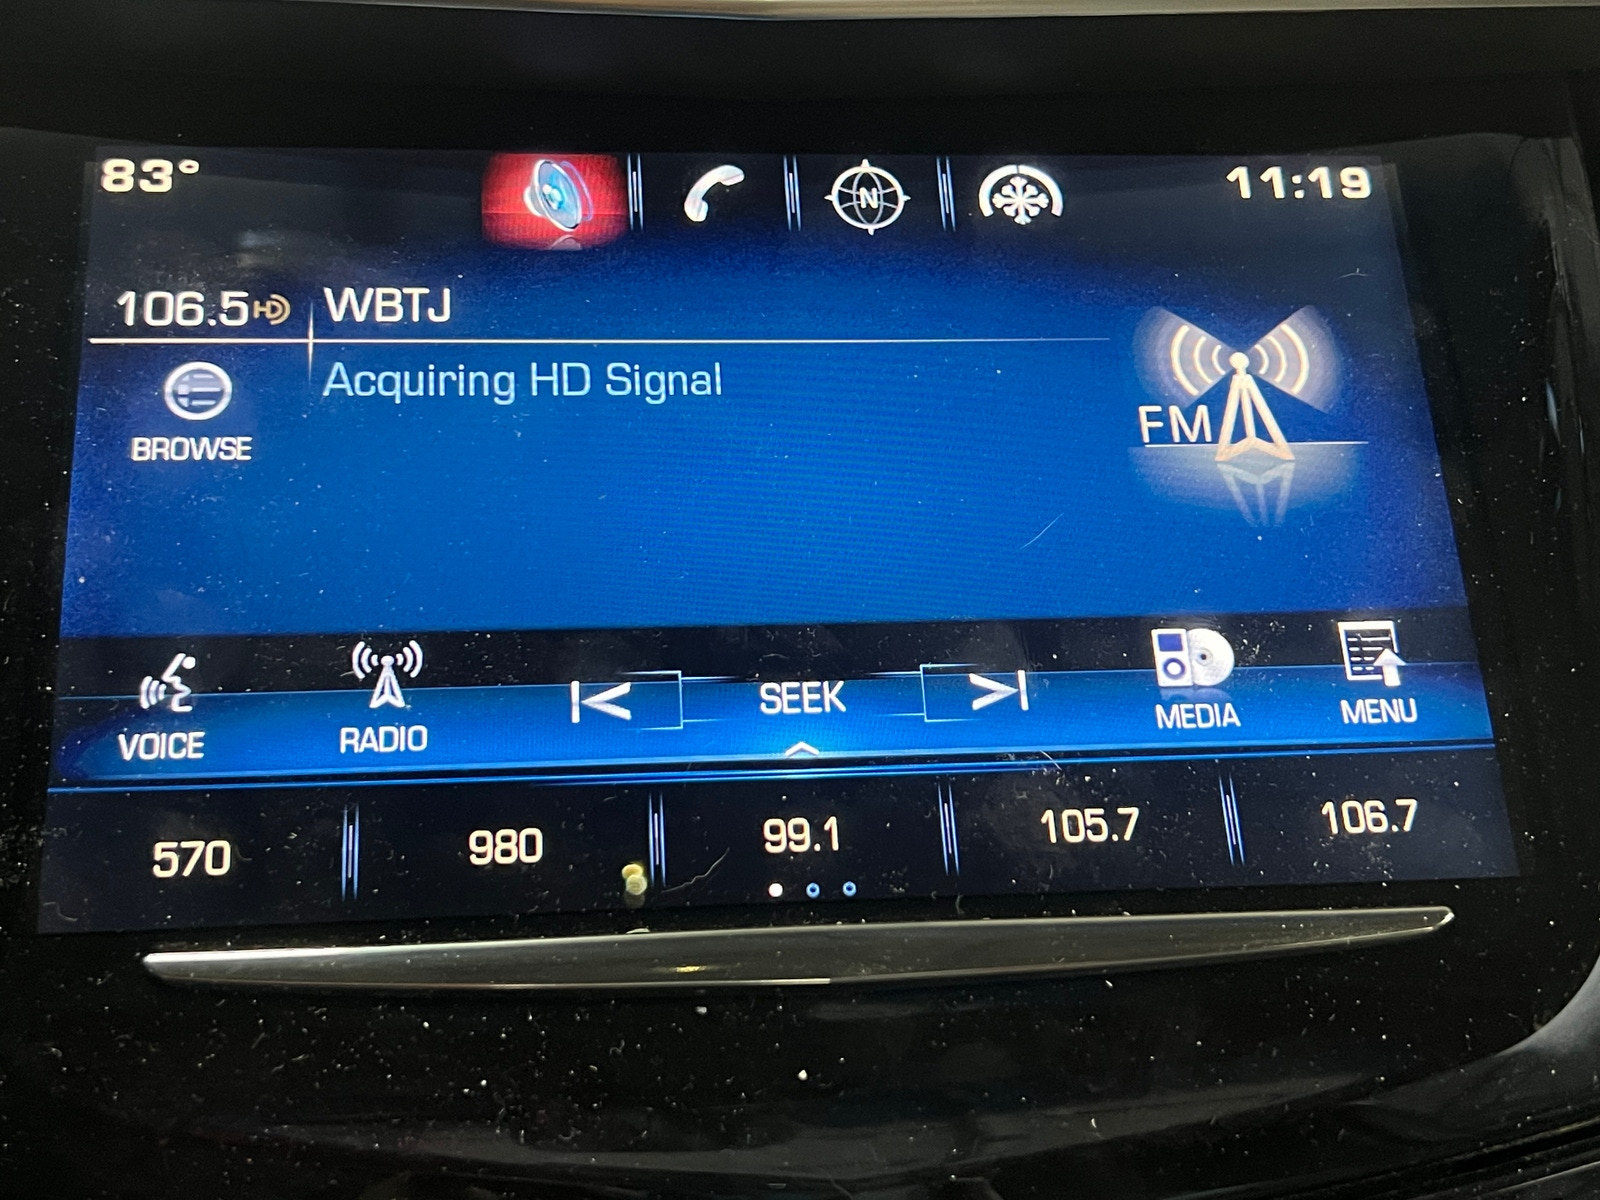 83°
N
11:19
106.5 HD
WBTJ
Acquiring HD Signal
BROWSE
FM
VOICE
RADIO
SEEK
MEDIA
MENU
570
980
99.1
105.7
106.7